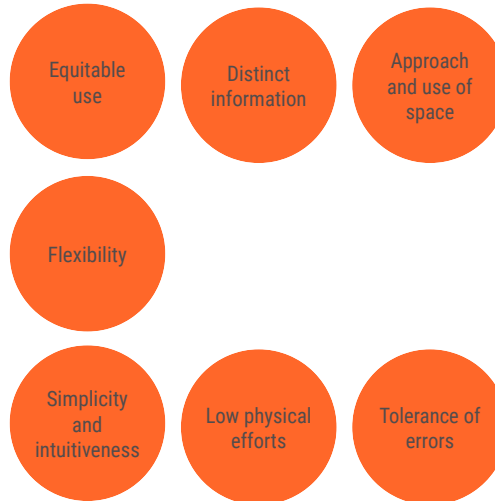 Equitable
use
Distinct
information
Approach
and use of
space
Flexibility
Simplicity
and
intuitiveness
Low physical
efforts
Tolerance of
errors